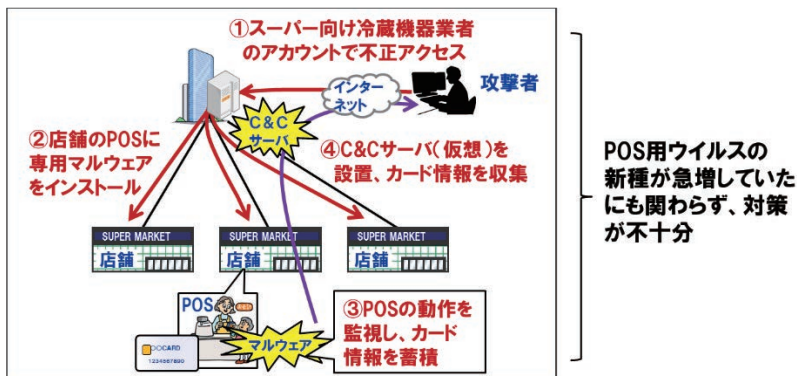 ①スーパー向け冷蔵機器業者
のアカウントで不正アクセス
インター
ネット
攻撃者
C&C
サーバ
②店舗のPOSに
専用マルウェア
をインストール
④C&Cサーバ(仮想)を
設置、カード情報を収集
POS用ウイルスの
新種が急増していた
にも関わらず、対策
が不十分
SUPER MARKET
店舗
SUPER MARKET
店舗
SUPER MARKET
店舗
POS
③POSの動作を
監視し、カード
情報を蓄積
マルウェア
1234567890